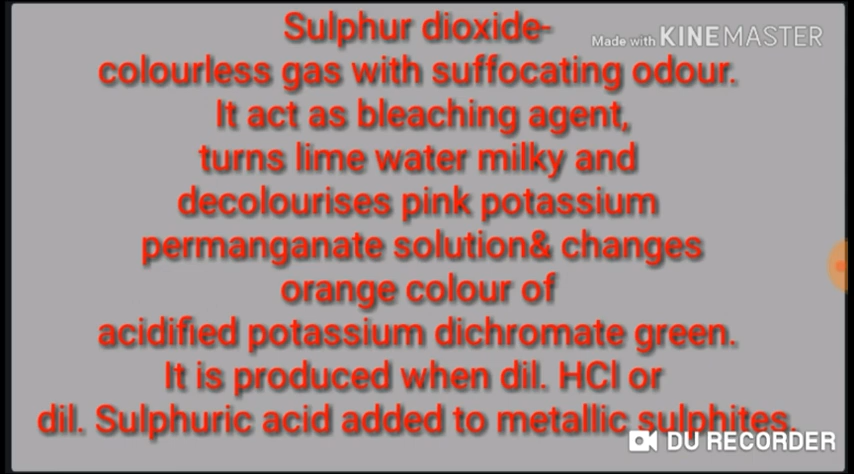 Sulphur dioxide-
Made with KINEMASTER
colourless gas with suffocating odour.
It act as bleaching agent,
turns lime water milky and
decolourises pink potassium
permanganate solution& changes
orange colour of
acidified potassium dichromate green.
It is produced when dil. HCl or
dil. Sulphuric acid added to metallic sulphites.
DU RECORDER